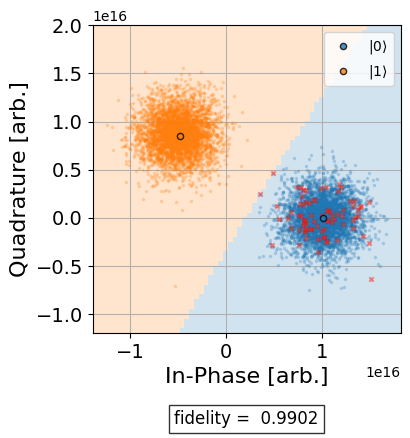 1e16
2.0
1.5
1.0
0.5
0.0
−0.5
−1.0
Quadrature [arb.]
|0⟩
|1⟩
−1
0
1
1e16
In-Phase [arb.]
fidelity =  0.9902